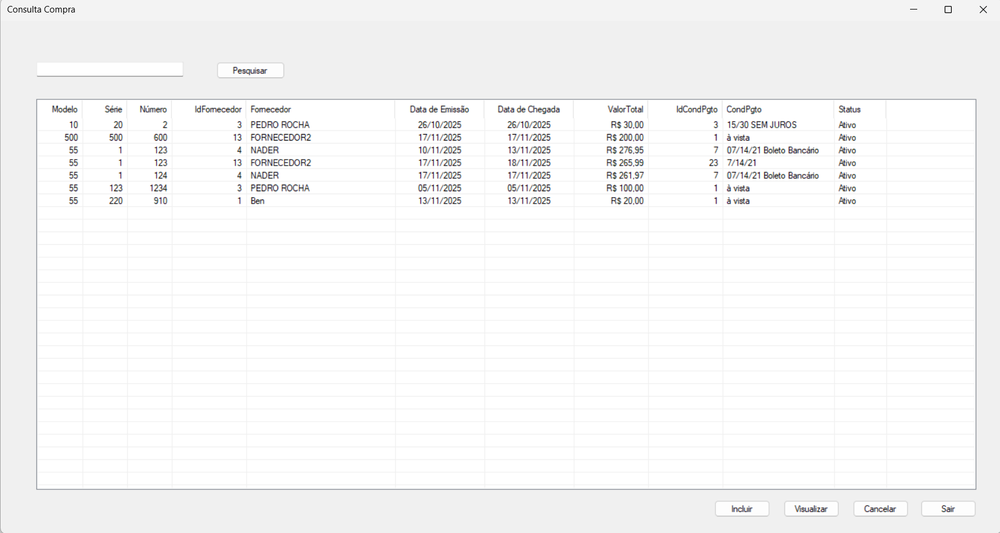 Consulta Compra
Pesquisar
Modelo Série Número IdFornecedor Fornecedor Data de Emissão Data de Chegada ValorTotal IdCondPgto CondPgto Status
10 20 2 3 PEDRO ROCHA 26/10/2025 26/10/2025 R$ 30,00 3 15/30 SEM JUROS Ativo
500 500 600 13 FORNECEDOR2 17/11/2025 17/11/2025 R$ 200,00 1 à vista Ativo
55 1 123 4 NADER 10/11/2025 13/11/2025 R$ 276,95 7 07/14/21 Boleto Bancário Ativo
55 1 123 13 FORNECEDOR2 17/11/2025 18/11/2025 R$ 265,99 23 7/14/21 Ativo
55 1 124 4 NADER 17/11/2025 17/11/2025 R$ 261,97 7 07/14/21 Boleto Bancário Ativo
55 123 1234 3 PEDRO ROCHA 05/11/2025 05/11/2025 R$ 100,00 1 à vista Ativo
55 220 910 1 Ben 13/11/2025 13/11/2025 R$ 20,00 1 à vista Ativo
Incluir Visualizar Cancelar Sair